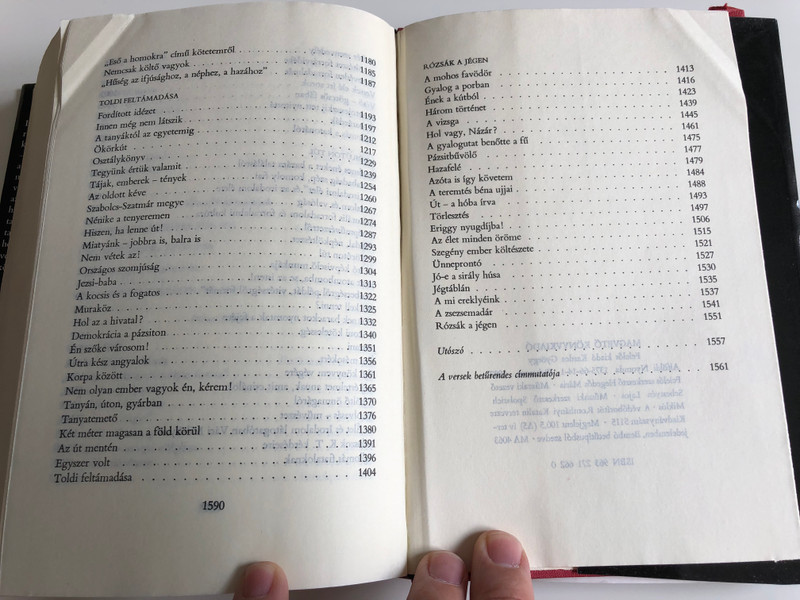 „Eső a homokra” című kötetemről 1180
Nemcsak költő vagyok 1185
„Hűség az ifjúsághoz, a néphez, a hazához” 1187
TOLDI FELTÁMADÁSA
Fordított idézet 1193
Innen még nem látszik 1197
A tanyáktól az egyetemig 1212
Ökörkút 1217
Osztálykönyv 1229
Tegyünk értük valamit 1239
Tájak, emberek – tények 1254
Az oldott kéve 1260
Szabolcs-Szatmár megye 1267
Nénike a tenyeremen 1274
Hiszen, ha lenne út! 1287
Miatyánk – jobbra is, balra is 1293
Nem vétek az! 1299
Országos szomjúság 1304
Jezsi-baba 1313
A kocsis és a fogatos 1322
Muraköz 1325
Hol az a hivatal? 1332
Demokrácia a pázsiton 1340
Én szőke városom! 1351
Útra kész angyalok 1356
Korpa között 1361
Nem olyan ember vagyok én, kérem! 1365
Tanyán, úton, gyárban 1370
Tanyatemető 1376
Két méter magasan a föld körül 1380
Az út mentén 1391
Egyszer volt 1396
Toldi feltámadása 1404
1590
RÓZSÁK A JÉGEN
A mohos favödör 1413
Gyalog a porban 1416
Ének a kútból 1423
Három történet 1439
A vizsga 1445
Hol vagy, Názár? 1461
A gyalogutat benőtte a fű 1475
Pázsitbűvölő 1477
Hazafelé 1479
Azóta is így követem 1484
A teremtés béna ujjai 1488
Út – a hóba írva 1493
Törlesztés 1497
Eriggy nyugdíjba! 1506
Az élet minden öröme 1515
Szegény ember költészete 1521
Ünneprontó 1527
Jó-e a sirály húsa 1530
Jégtáblán 1535
A mi ereklyéink 1537
A zsezsemadár 1541
Rózsák a jégen 1551
Utószó 1557
A versek betűrendes címmutatója 1561